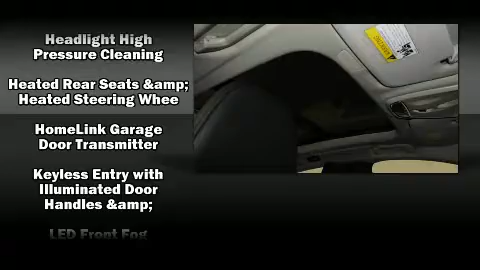 Headlight High
Pressure Cleaning
Heated Rear Seats &amp;
Heated Steering Whee
HomeLink Garage
Door Transmitter
Keyless Entry with
Illuminated Door
Handles &amp;
LED Front Fog